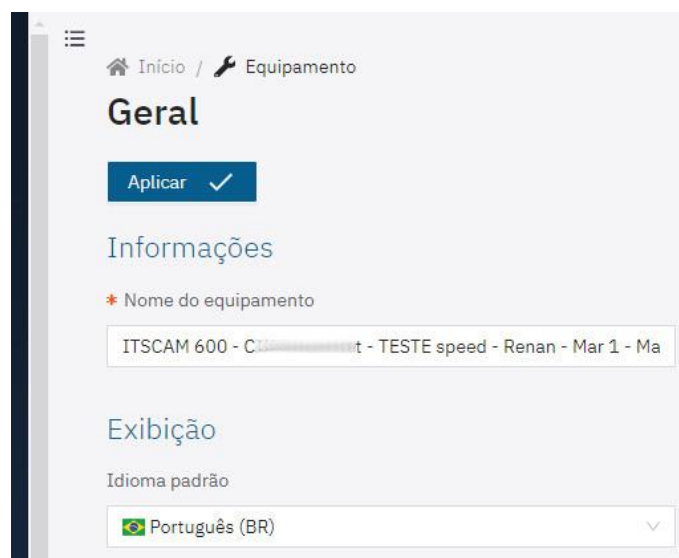 Início / Equipamento
Geral
Aplicar
Informações
* Nome do equipamento
ITSCAM 600 - C t - TESTE speed - Renan - Mar 1 - Ma
Exibição
Idioma padrão
Português (BR)